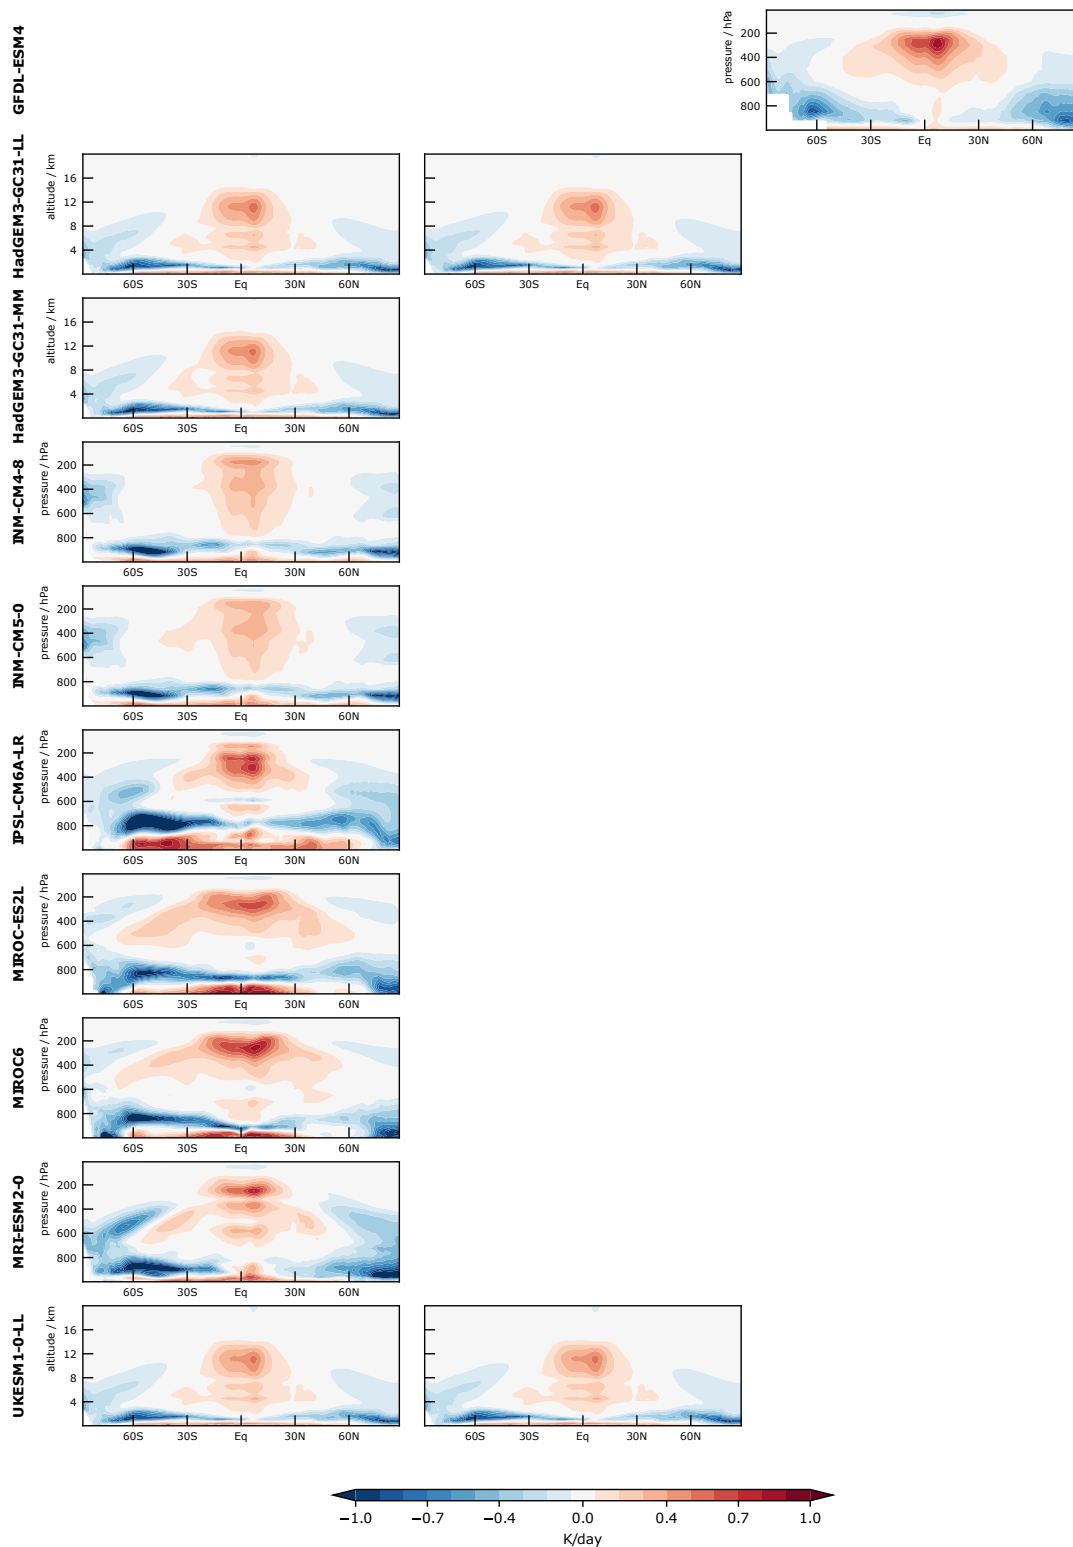 GFDL-ESM4
pressure / hPa
200
400
600
800
60S 30S Eq 30N 60N
HadGEM3-GC31-LL
altitude / km
16
12
8
4
60S 30S Eq 30N 60N
60S 30S Eq 30N 60N
HadGEM3-GC31-MM
altitude / km
16
12
8
4
60S 30S Eq 30N 60N
INM-CM4-8
pressure / hPa
200
400
600
800
60S 30S Eq 30N 60N
INM-CM5-0
pressure / hPa
200
400
600
800
60S 30S Eq 30N 60N
IPSL-CM6A-LR
pressure / hPa
200
400
600
800
60S 30S Eq 30N 60N
MIROC-ES2L
pressure / hPa
200
400
600
800
60S 30S Eq 30N 60N
MIROC6
pressure / hPa
200
400
600
800
60S 30S Eq 30N 60N
MRI-ESM2-0
pressure / hPa
200
400
600
800
60S 30S Eq 30N 60N
UKESM1-0-LL
altitude / km
16
12
8
4
60S 30S Eq 30N 60N
60S 30S Eq 30N 60N
−1.0 −0.7 −0.4 0.0 0.4 0.7 1.0
K/day